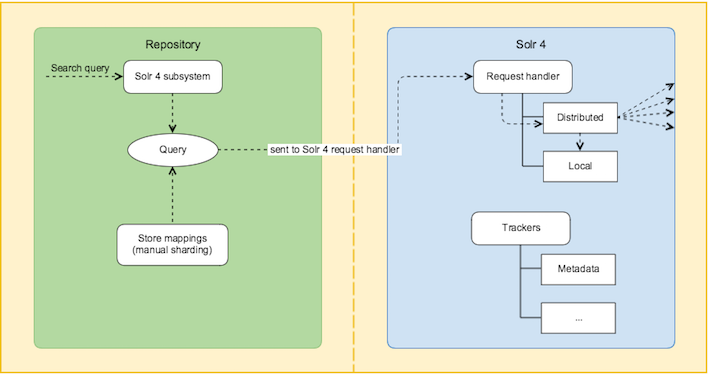 Repository
Search query
Solr 4 subsystem
Query
sent to Solr 4 request handler
Store mappings
(manual sharding)
Solr 4
Request handler
Distributed
Local
Trackers
Metadata
...